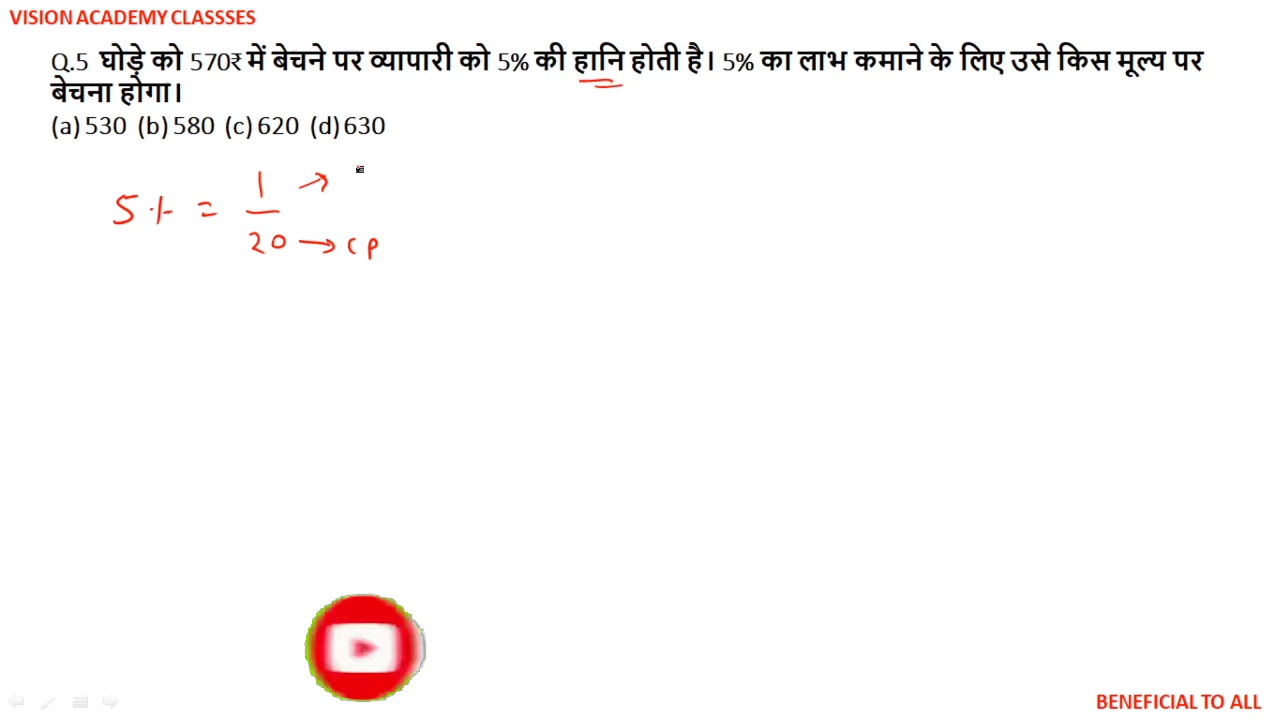 VISION ACADEMY CLASSSES
Q.5 घोड़े को 570₹ में बेचने पर व्यापारी को 5% की हानि होती है। 5% का लाभ कमाने के लिए उसे किस मूल्य पर
बेचना होगा।
(a) 530 (b) 580 (c) 620 (d) 630
5% = 1/20 → CP
BENEFICIAL TO ALL